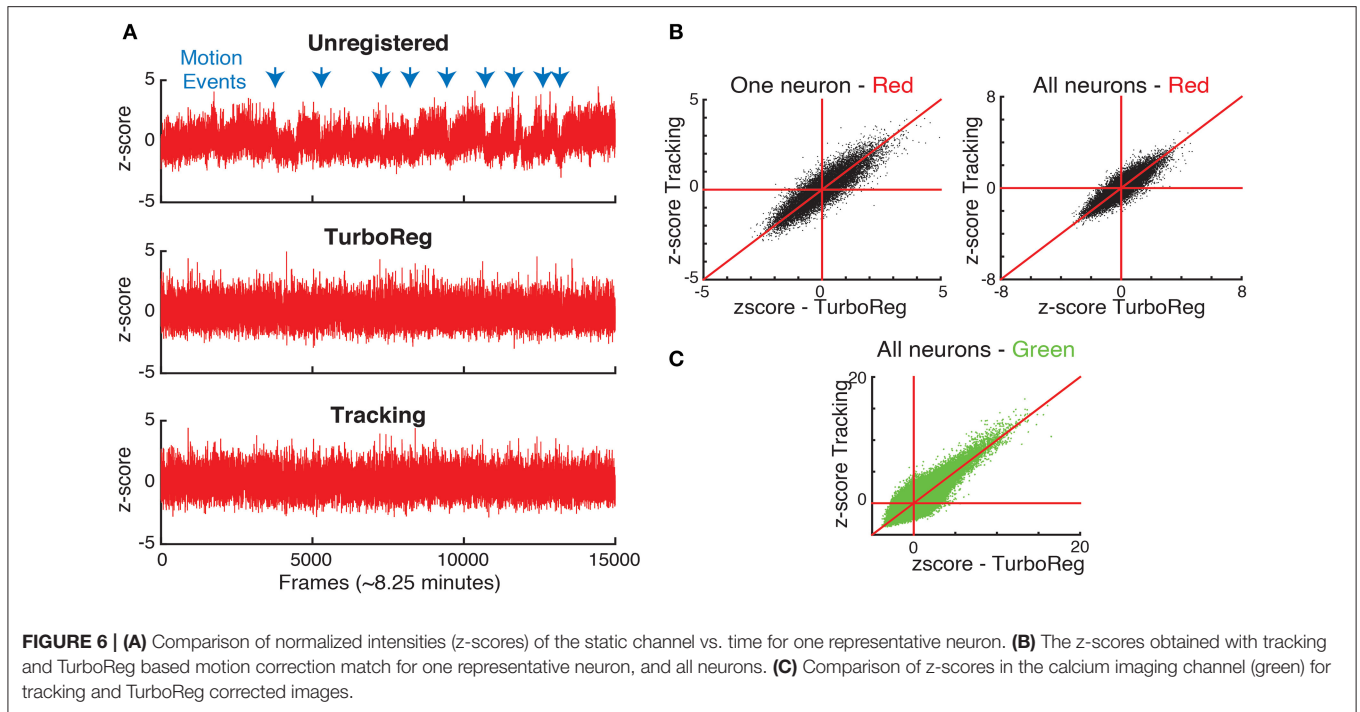 A
Unregistered
Motion
Events
5
0
-5
z-score
TurboReg
5
0
-5
z-score
Tracking
5
0
-5
z-score
0 5000 10000 15000
Frames (~8.25 minutes)
B
One neuron - Red
5
0
-5
z-score Tracking
-5 0 5
zscore - TurboReg
All neurons - Red
8
0
-8
z-score Tracking
-8 0 8
z-score TurboReg
C
All neurons - Green
20
0
z-score Tracking
0 20
zscore - TurboReg
FIGURE 6 | (A) Comparison of normalized intensities (z-scores) of the static channel vs. time for one representative neuron. (B) The z-scores obtained with tracking
and TurboReg based motion correction match for one representative neuron, and all neurons. (C) Comparison of z-scores in the calcium imaging channel (green) for
tracking and TurboReg corrected images.